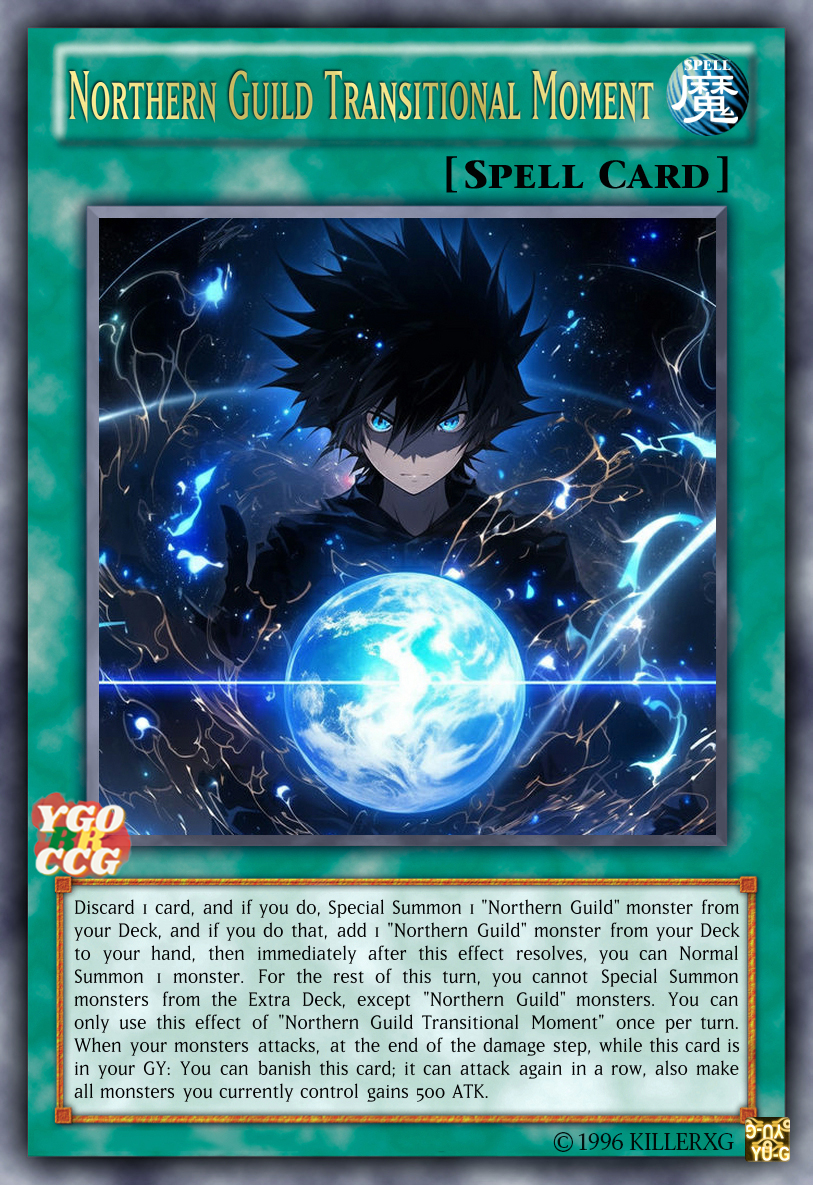 Northern Guild Transitional Moment
SPELL
魔
[Spell Card]
YGO
RR
CCG
Discard 1 card, and if you do, Special Summon 1 "Northern Guild" monster from
your Deck, and if you do that, add 1 "Northern Guild" monster from your Deck
to your hand, then immediately after this effect resolves, you can Normal
Summon 1 monster. For the rest of this turn, you cannot Special Summon
monsters from the Extra Deck, except "Northern Guild" monsters. You can
only use this effect of "Northern Guild Transitional Moment" once per turn.
When your monsters attacks, at the end of the damage step, while this card is
in your GY: You can banish this card; it can attack again in a row, also make
all monsters you currently control gains 500 ATK.
© 1996 KILLERXG